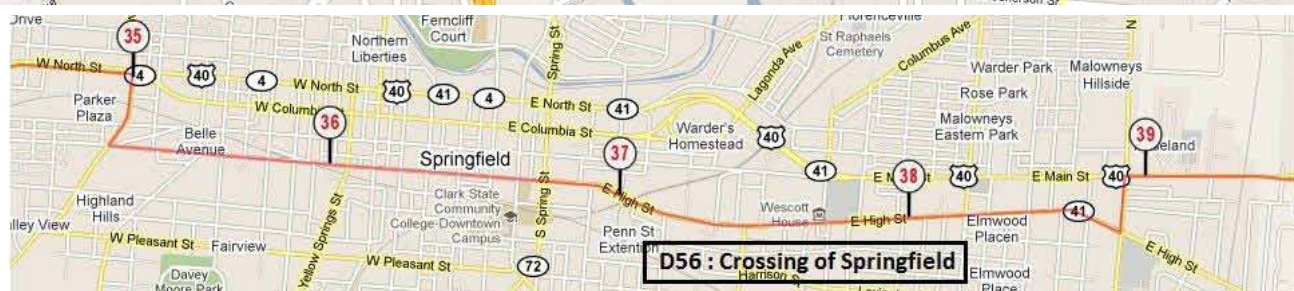 Drive
35
W North St
4
40
4
Parker
Plaza
Belle
Avenue
36
Northern
Liberties
Ferncliff
Court
W North St
40
41
4
E North St
41
E Columbia St
Springfield
Spring St
S Spring St
Clark State
Community
College-Downtown
Campus
Highland
Hills
W Pleasant St
Fairview
Davey
Moore Park
Yellow Springs St
W Pleasant St
72
37
E High St
Penn St
Extention
Harrison St
Warder's
Homestead
Lagonda Ave
40
St Raphaels
Cemetery
Columbus Ave
41
Wescott
House
38
E High St
Warder Park
Rose Park
Malowneys
Eastern Park
40
Malowneys
Hillside
N
E Main St
40
39
41
Elmwood
Placen
E High St
Elmwood
Place
D56 : Crossing of Springfield